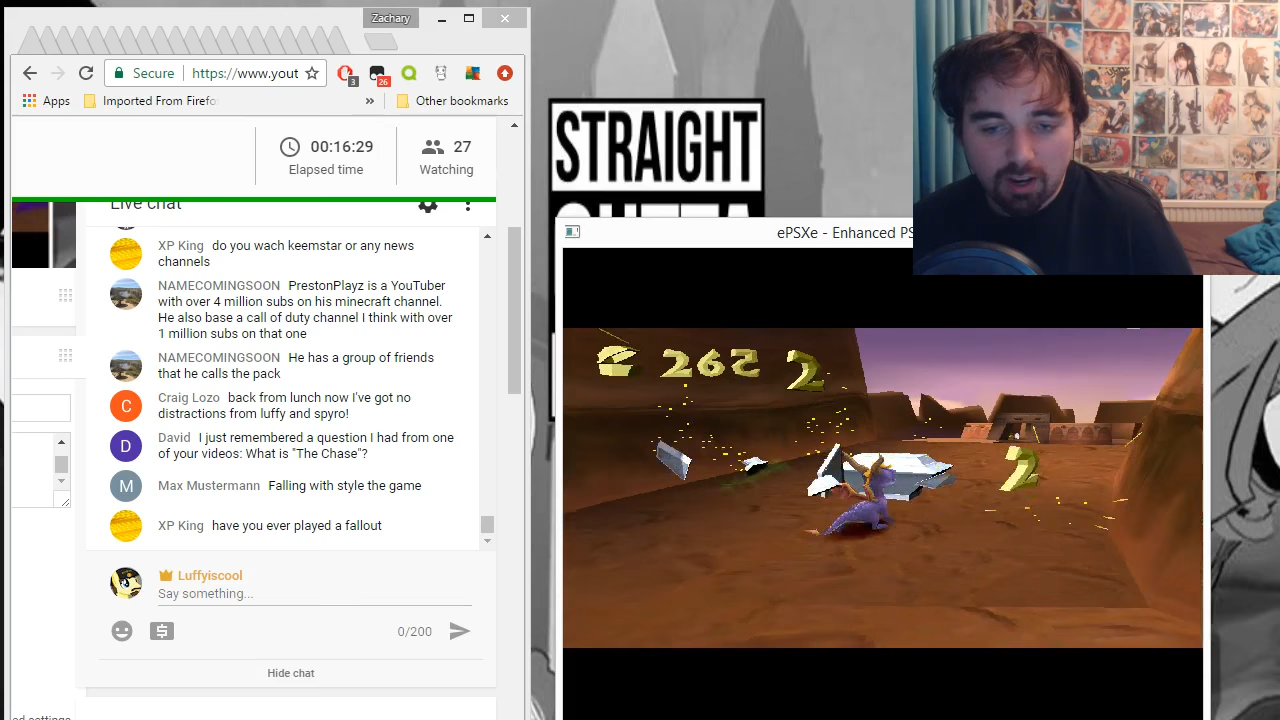 Zachary
Secure https://www.yout
3
26
Apps Imported From Firefo » Other bookmarks
00:16:29 27
Elapsed time Watching
Live chat
XP King do you wach keemstar or any news
channels
NAMECOMINGSOON PrestonPlayz is a YouTuber
with over 4 million subs on his minecraft channel.
He also base a call of duty channel I think with over
1 million subs on that one
NAMECOMINGSOON He has a group of friends
that he calls the pack
C
Craig Lozo back from lunch now I've got no
distractions from luffy and spyro!
D
David I just remembered a question I had from one
of your videos: What is "The Chase"?
M
Max Mustermann Falling with style the game
XP King have you ever played a fallout
Luffyiscool
Say something...
0/200
Hide chat
ed settings
STRAIGHT
OUTTA
ePSXe - Enhanced PS
262 2
2